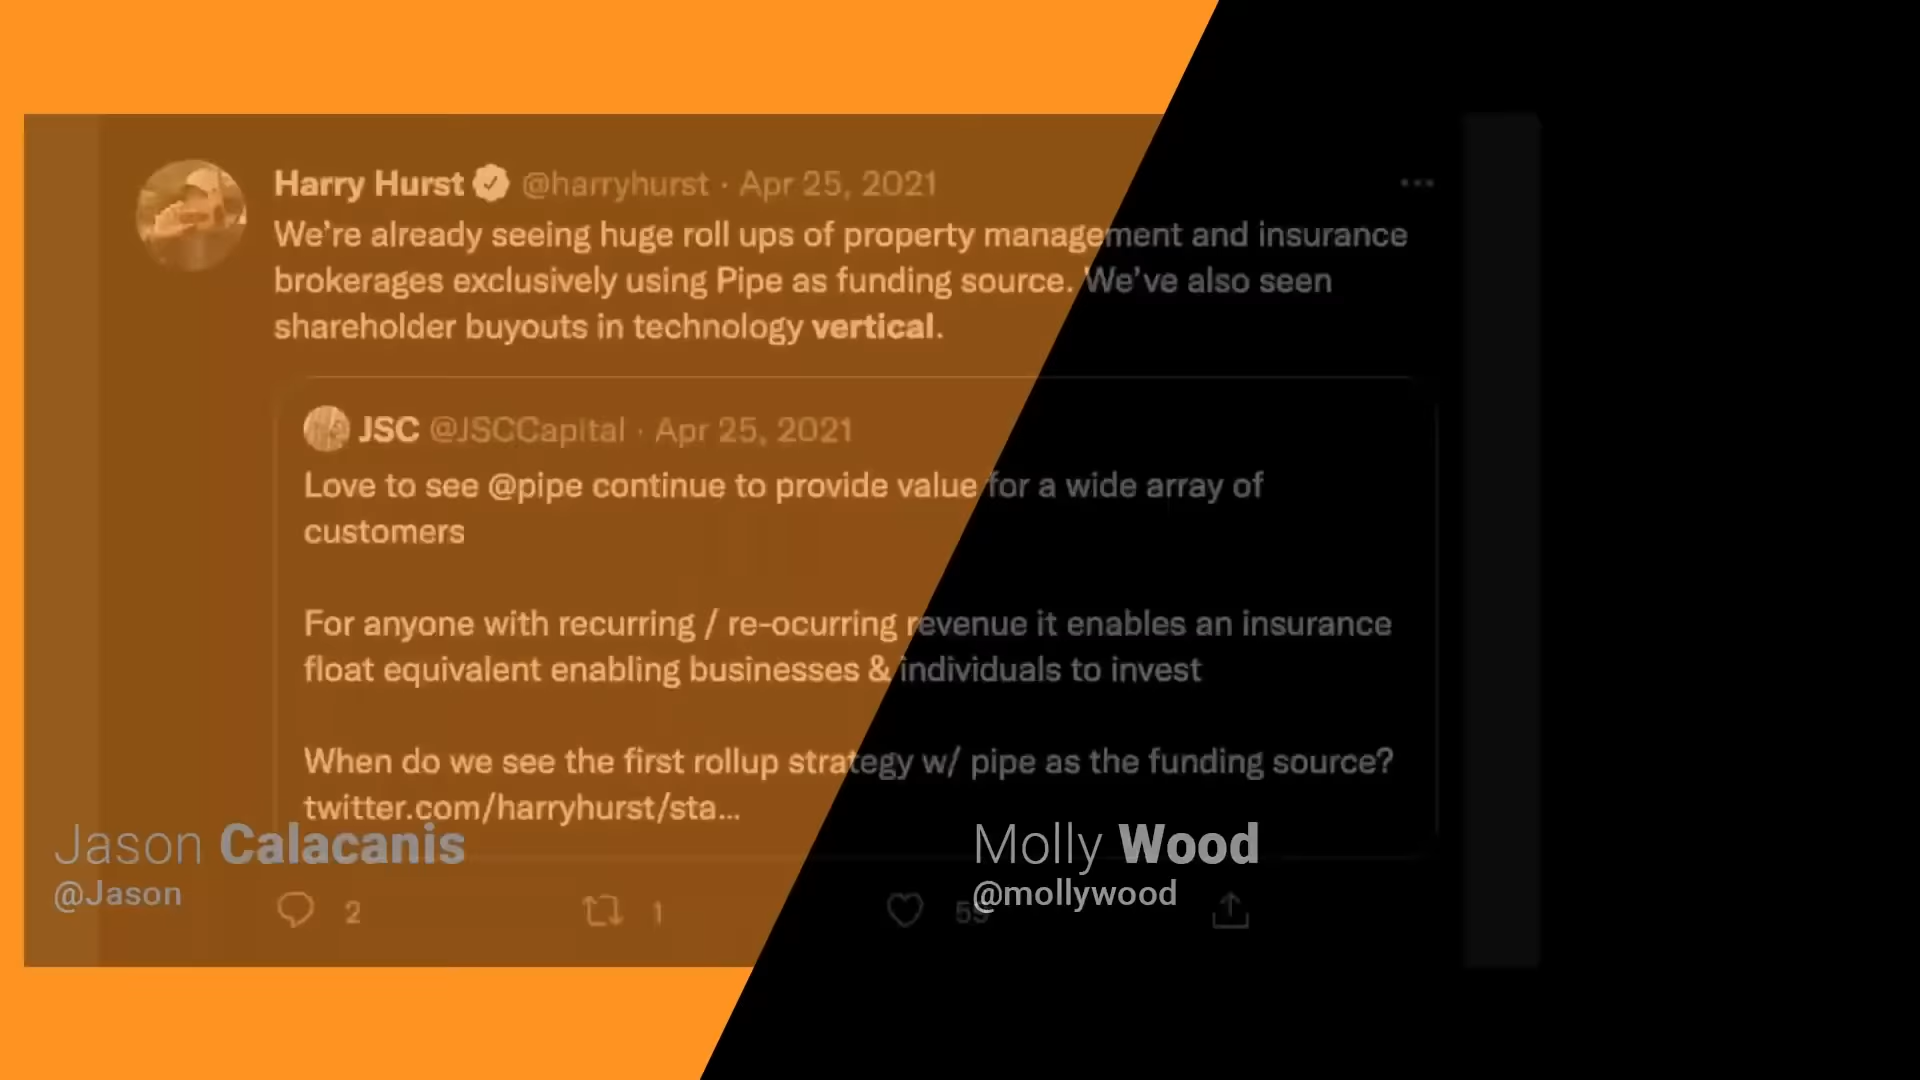 Harry Hurst @harryhurst · Apr 25, 2021
We're already seeing huge roll ups of property management and insurance
brokerages exclusively using Pipe as funding source. We've also seen
shareholder buyouts in technology vertical.
JSC @JSCCapital · Apr 25, 2021
Love to see @pipe continue to provide value for a wide array of
customers
For anyone with recurring / re-ocurring revenue it enables an insurance
float equivalent enabling businesses & individuals to invest
When do we see the first rollup strategy w/ pipe as the funding source?
twitter.com/harryhurst/sta...
Jason Calacanis
@Jason
Molly Wood
@mollywood
2 1